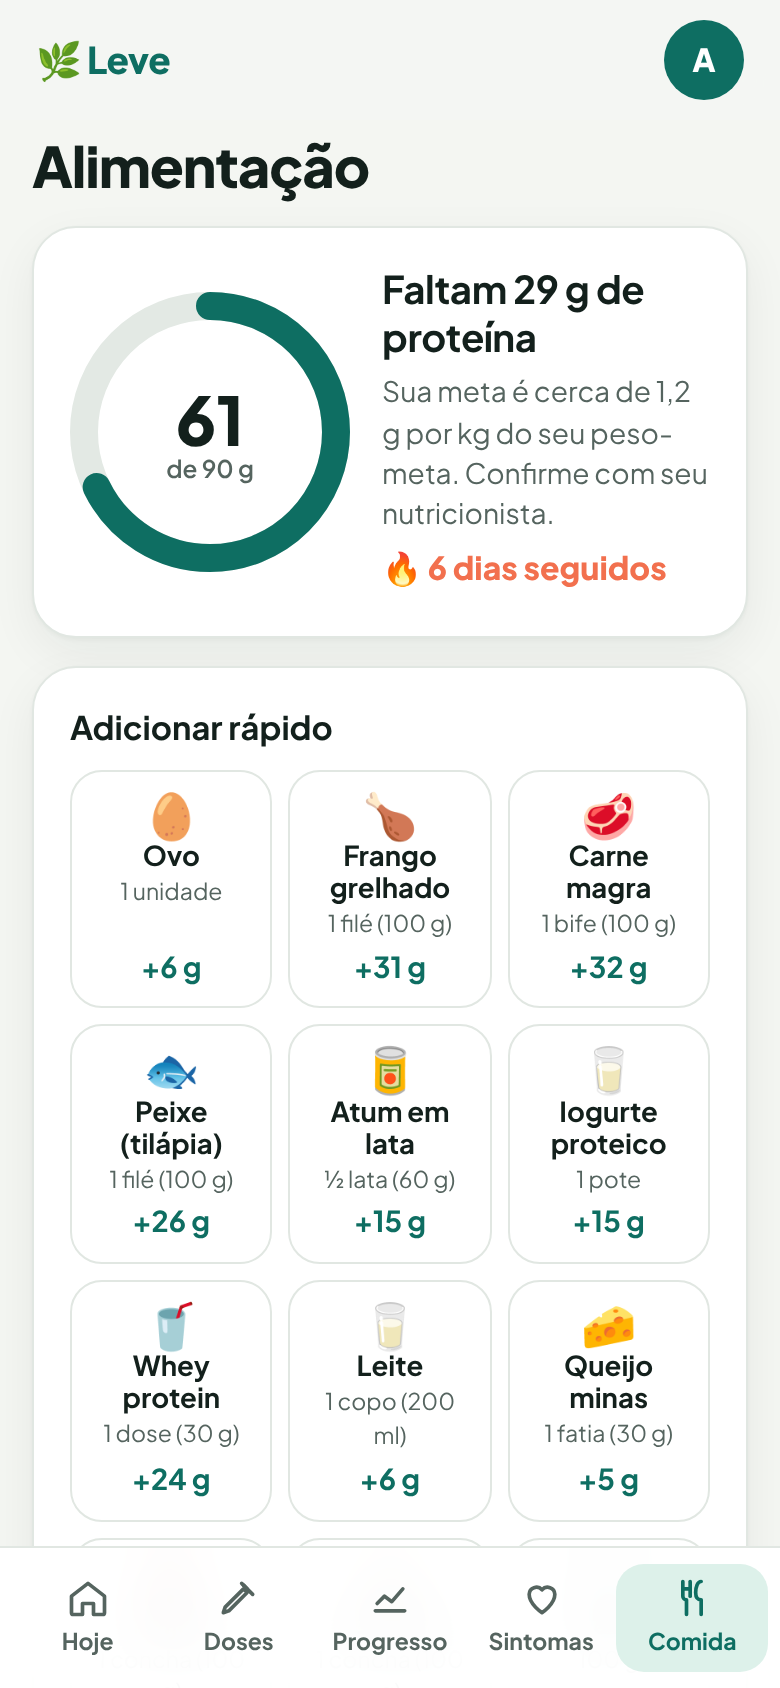 Leve
A
Alimentação
61
de 90 g
Faltam 29 g de
proteína
Sua meta é cerca de 1,2
g por kg do seu peso-
meta. Confirme com seu
nutricionista.
6 dias seguidos
Adicionar rápido
Ovo
1 unidade
+6 g
Frango
grelhado
1 filé (100 g)
+31 g
Carne
magra
1 bife (100 g)
+32 g
Peixe
(tilápia)
1 filé (100 g)
+26 g
Atum em
lata
½ lata (60 g)
+15 g
Iogurte
proteico
1 pote
+15 g
Whey
protein
1 dose (30 g)
+24 g
Leite
1 copo (200
ml)
+6 g
Queijo
minas
1 fatia (30 g)
+5 g
Hoje
Doses
Progresso
Sintomas
Comida